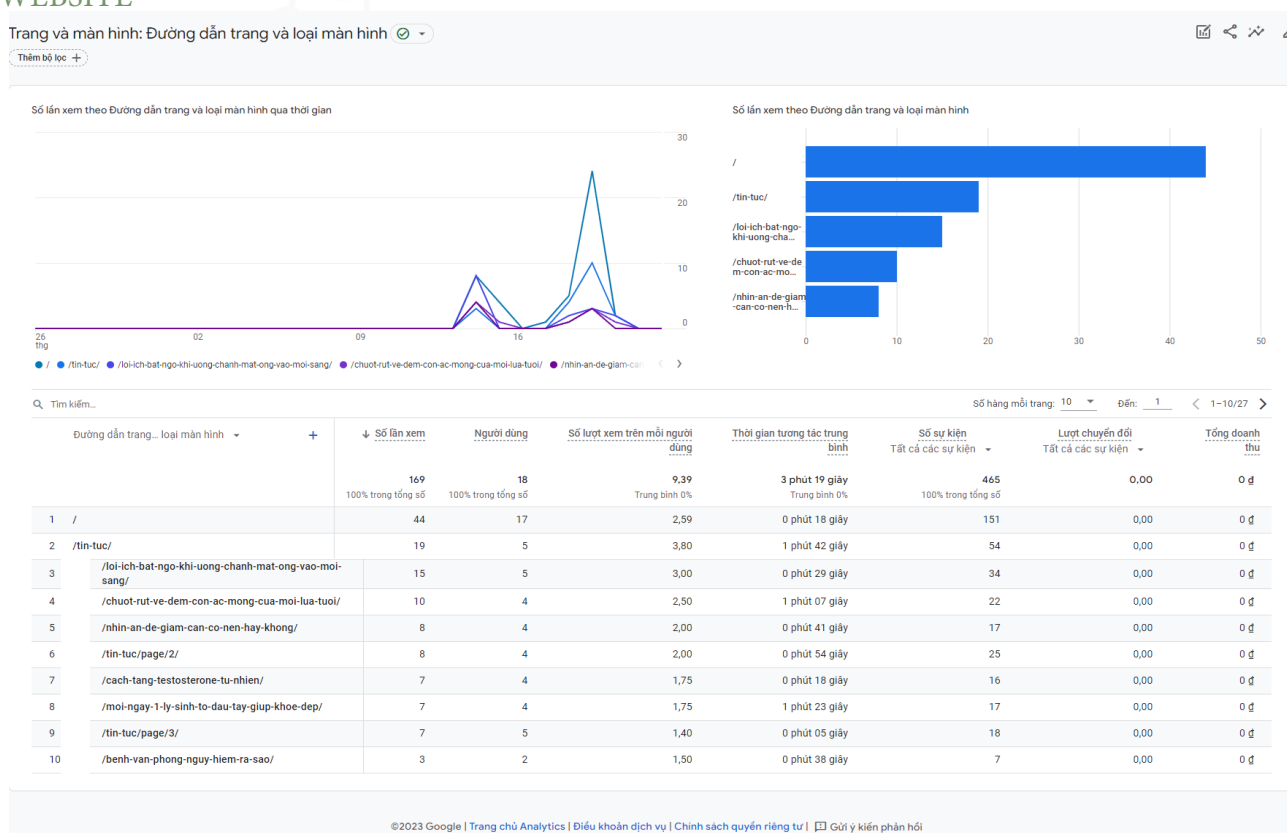 WEBSITE
Trang và màn hình: Đường dẫn trang và loại màn hình
Thêm bộ lọc +
Số lần xem theo Đường dẫn trang và loại màn hình qua thời gian
30
20
10
0
26
thg
02
09
16
/ /tin-tuc/ /loi-ich-bat-ngo-khi-uong-chanh-mat-ong-vao-moi-sang/ /chuot-rut-ve-dem-con-ac-mong-cua-moi-lua-tuoi/ /nhin-an-de-giam-can
Số lần xem theo Đường dẫn trang và loại màn hình
/
/tin-tuc/
/loi-ich-bat-ngo-
khi-uong-cha...
/chuot-rut-ve-de
m-con-ac-mo...
/nhin-an-de-giam
-can-co-nen-h...
0 10 20 30 40 50
Tìm kiếm... Số hàng mỗi trang: 10 Đến: 1 < 1-10/27 >
Đường dẫn trang... loại màn hình + ↓ Số lần xem Người dùng Số lượt xem trên mỗi người dùng Thời gian tương tác trung bình Số sự kiện Tất cả các sự kiện Lượt chuyển đổi Tất cả các sự kiện Tổng doanh thu
169 18 9,39 3 phút 19 giây 465 0,00 0 ₫
100% trong tổng số 100% trong tổng số Trung bình 0% Trung bình 0% 100% trong tổng số
1 / 44 17 2,59 0 phút 18 giây 151 0,00 0 ₫
2 /tin-tuc/ 19 5 3,80 1 phút 42 giây 54 0,00 0 ₫
3 /loi-ich-bat-ngo-khi-uong-chanh-mat-ong-vao-moi-
sang/ 15 5 3,00 0 phút 29 giây 34 0,00 0 ₫
4 /chuot-rut-ve-dem-con-ac-mong-cua-moi-lua-tuoi/ 10 4 2,50 1 phút 07 giây 22 0,00 0 ₫
5 /nhin-an-de-giam-can-co-nen-hay-khong/ 8 4 2,00 0 phút 41 giây 17 0,00 0 ₫
6 /tin-tuc/page/2/ 8 4 2,00 0 phút 54 giây 25 0,00 0 ₫
7 /cach-tang-testosterone-tu-nhien/ 7 4 1,75 0 phút 18 giây 16 0,00 0 ₫
8 /moi-ngay-1-ly-sinh-to-dau-tay-giup-khoe-dep/ 7 4 1,75 1 phút 23 giây 17 0,00 0 ₫
9 /tin-tuc/page/3/ 7 5 1,40 0 phút 05 giây 18 0,00 0 ₫
10 /benh-van-phong-nguy-hiem-ra-sao/ 3 2 1,50 0 phút 38 giây 7 0,00 0 ₫
©2023 Google | Trang chủ Analytics | Điều khoản dịch vụ | Chính sách quyền riêng tư | Gửi ý kiến phản hồi